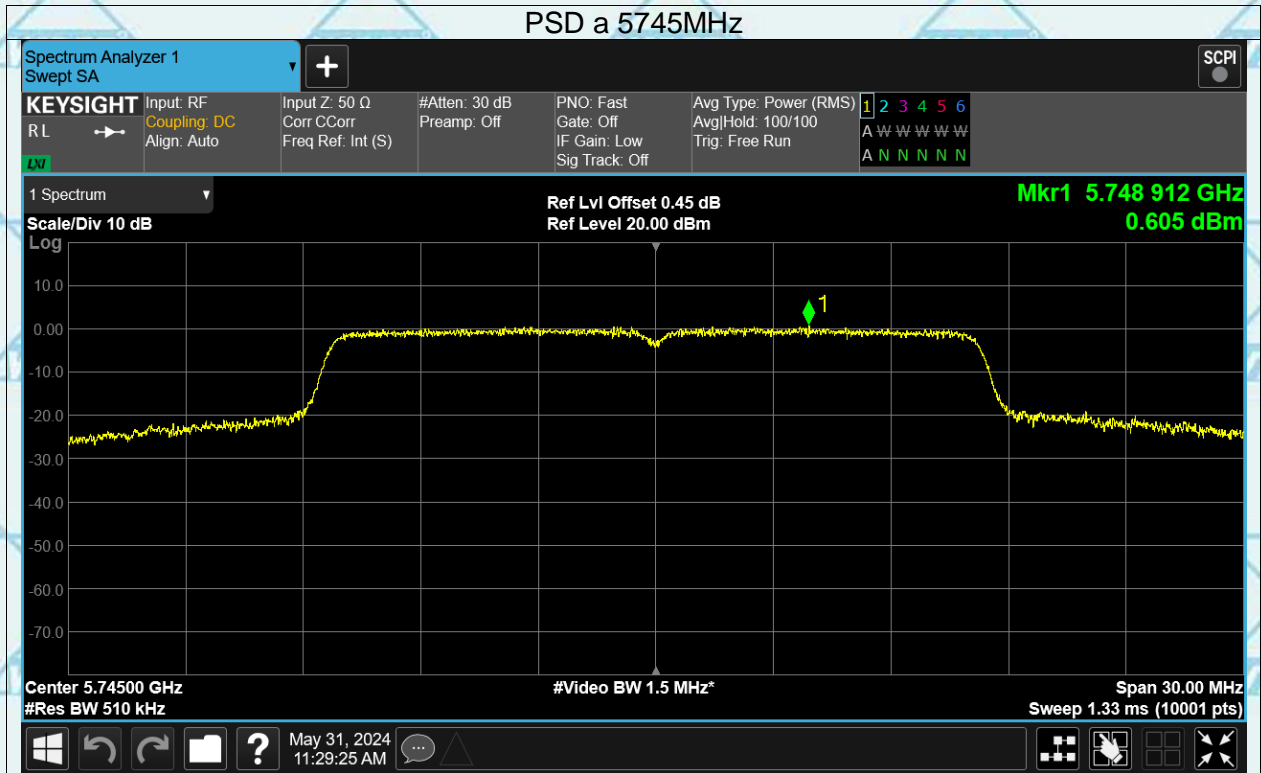 PSD a 5745MHz
Spectrum Analyzer 1
Swept SA
+
SCPI
KEYSIGHT
R L
LXI
Input: RF
Coupling: DC
Align: Auto
Input Z: 50 Ω
Corr CCorr
Freq Ref: Int (S)
#Atten: 30 dB
Preamp: Off
PNO: Fast
Gate: Off
IF Gain: Low
Sig Track: Off
Avg Type: Power (RMS)
Avg|Hold: 100/100
Trig: Free Run
1 2 3 4 5 6
A W W W W W
A N N N N N
1 Spectrum
Scale/Div 10 dB
Ref Lvl Offset 0.45 dB
Ref Level 20.00 dBm
Mkr1 5.748 912 GHz
0.605 dBm
Log
10.0
0.00
-10.0
-20.0
-30.0
-40.0
-50.0
-60.0
-70.0
1
Center 5.74500 GHz
#Res BW 510 kHz
#Video BW 1.5 MHz*
Span 30.00 MHz
Sweep 1.33 ms (10001 pts)
?
May 31, 2024
11:29:25 AM